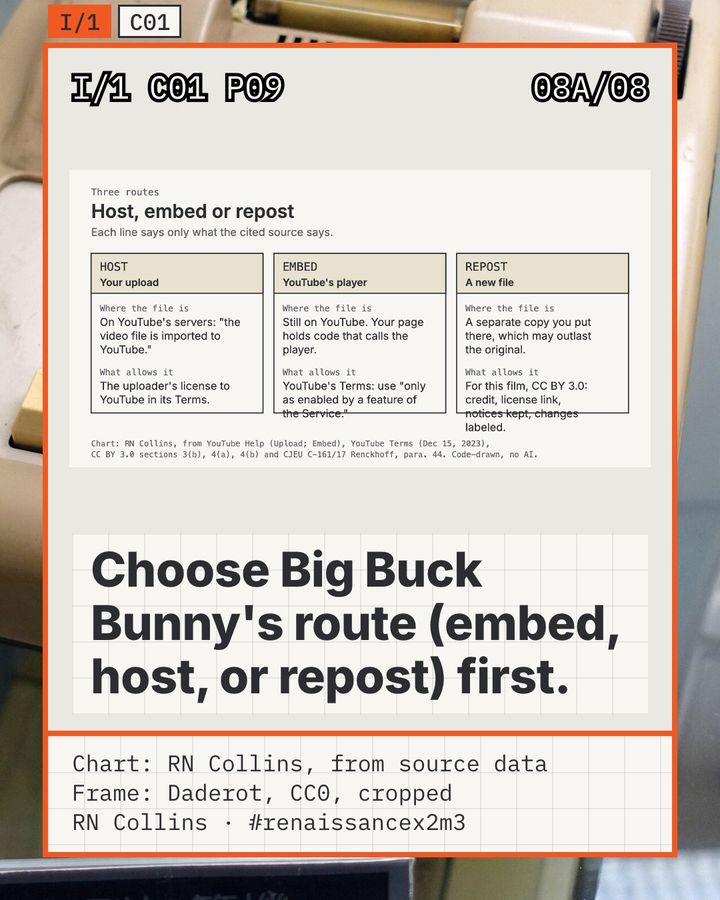 I/1 C01
I/1 C01 P09 08A/08
Three routes
Host, embed or repost
Each line says only what the cited source says.
HOST
Your upload
Where the file is
On YouTube's servers: "the
video file is imported to
YouTube."
What allows it
The uploader's license to
YouTube in its Terms.
EMBED
YouTube's player
Where the file is
Still on YouTube. Your page
holds code that calls the
player.
What allows it
YouTube's Terms: use "only
as enabled by a feature of
the Service."
REPOST
A new file
Where the file is
A separate copy you put
there, which may outlast
the original.
What allows it
For this film, CC BY 3.0:
credit, license link,
notices kept, changes
labeled.
Chart: RN Collins, from YouTube Help (Upload; Embed), YouTube Terms (Dec 15, 2023),
CC BY 3.0 sections 3(b), 4(a), 4(b) and CJEU C-161/17 Renckhoff, para. 44. Code-drawn, no AI.
Choose Big Buck
Bunny's route (embed,
host, or repost) first.
Chart: RN Collins, from source data
Frame: Daderot, CC0, cropped
RN Collins · #renaissancex2m3